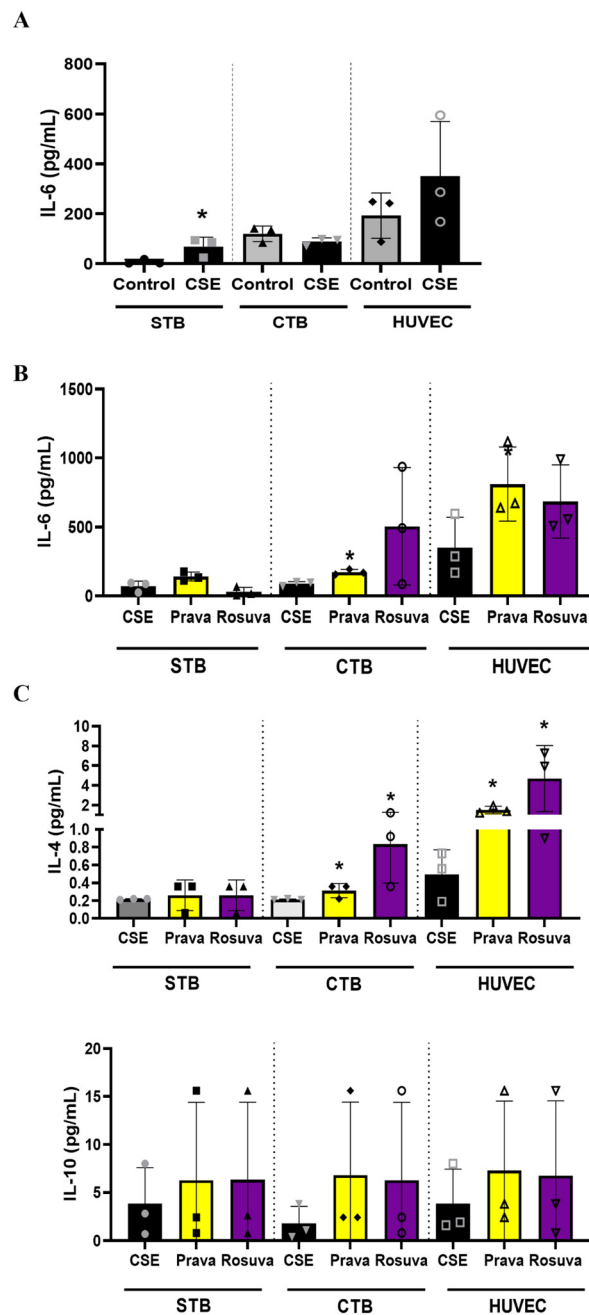 A
800
600
400
200
0
IL-6 (pg/mL)
*
Control CSE Control CSE Control CSE
STB CTB HUVEC
B
1500
1000
500
0
IL-6 (pg/mL)
* *
CSE Prava Rosuva CSE Prava Rosuva CSE Prava Rosuva
STB CTB HUVEC
C
10
8
6
4
2
1.0
0.8
0.6
0.4
0.2
0.0
IL-4 (pg/mL)
* * * *
CSE Prava Rosuva CSE Prava Rosuva CSE Prava Rosuva
STB CTB HUVEC
20
15
10
5
0
IL-10 (pg/mL)
CSE Prava Rosuva CSE Prava Rosuva CSE Prava Rosuva
STB CTB HUVEC